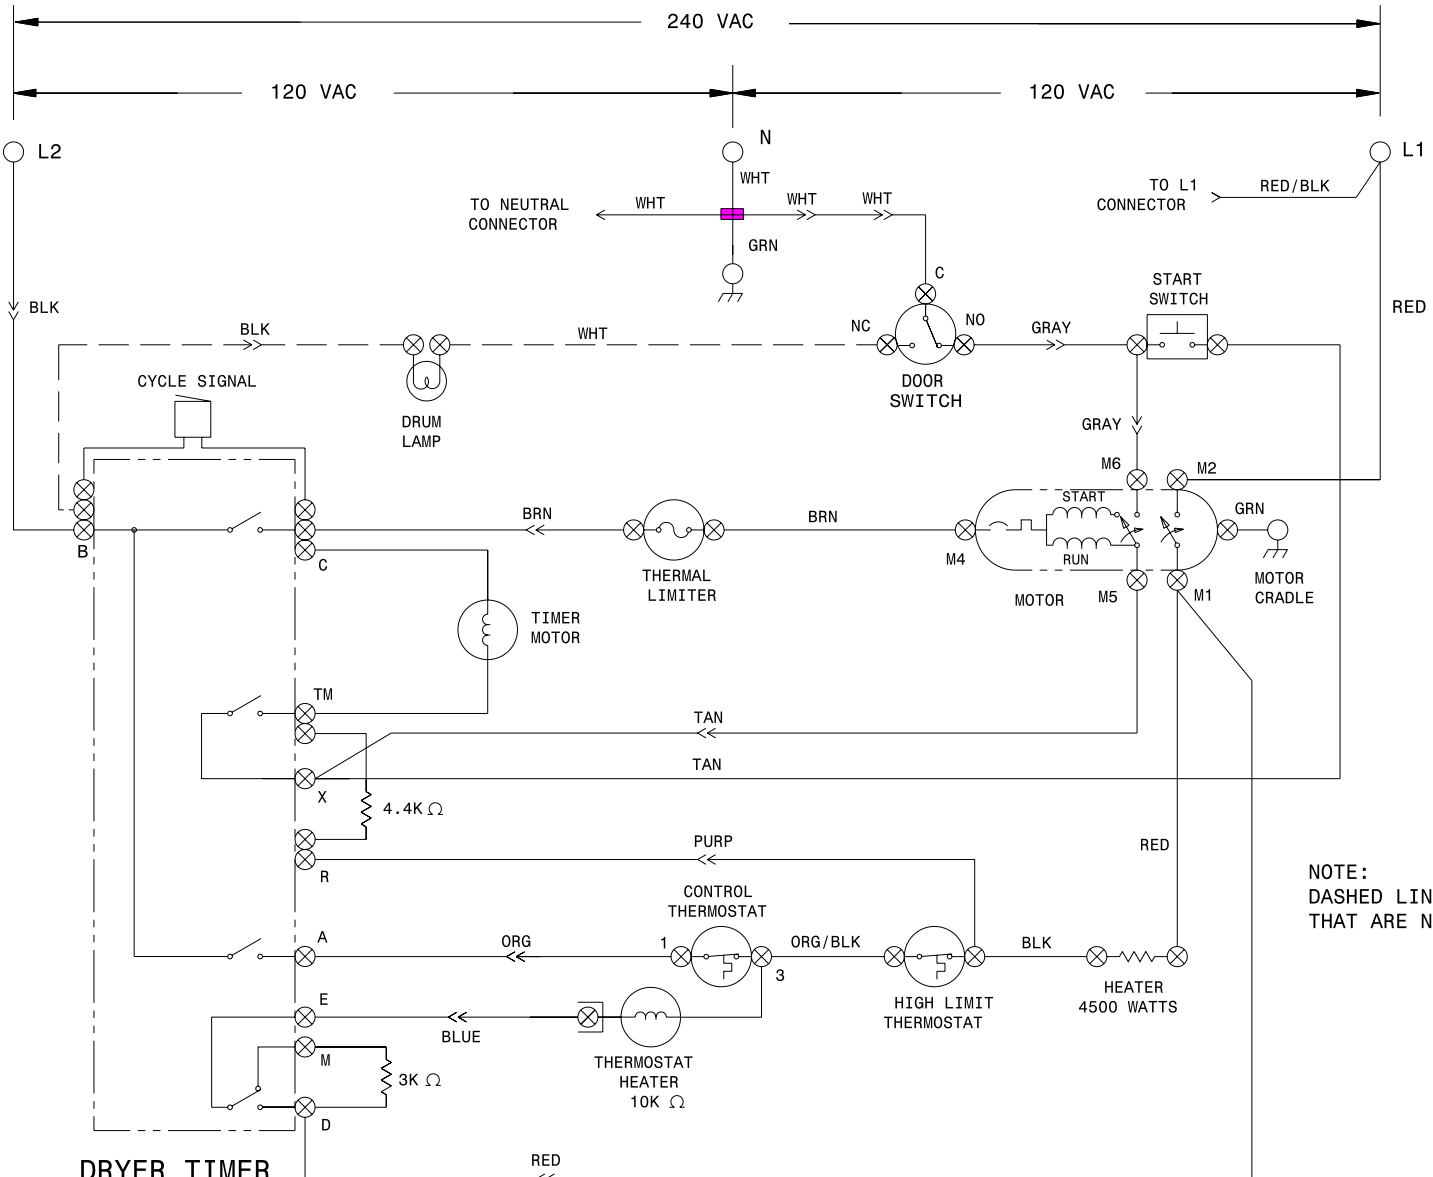 240 VAC
120 VAC
120 VAC
L2
N
L1
WHT
TO NEUTRAL
CONNECTOR
WHT
WHT
WHT
TO L1
CONNECTOR
RED/BLK
GRN
C
START
SWITCH
BLK
RED
BLK
WHT
NC
NO
GRAY
DOOR
SWITCH
CYCLE SIGNAL
DRUM
LAMP
GRAY
M6
M2
START
BRN
BRN
GRN
B
C
M4
RUN
THERMAL
LIMITER
MOTOR
M5
M1
MOTOR
CRADLE
TIMER
MOTOR
TM
TAN
TAN
X
4.4K Ω
PURP
RED
R
NOTE:
DASHED LIN
THAT ARE N
CONTROL
THERMOSTAT
A
ORG
1
3
ORG/BLK
BLK
HIGH LIMIT
THERMOSTAT
HEATER
4500 WATTS
E
BLUE
M
THERMOSTAT
HEATER
10K Ω
3K Ω
D
DRYER TIMER
RED